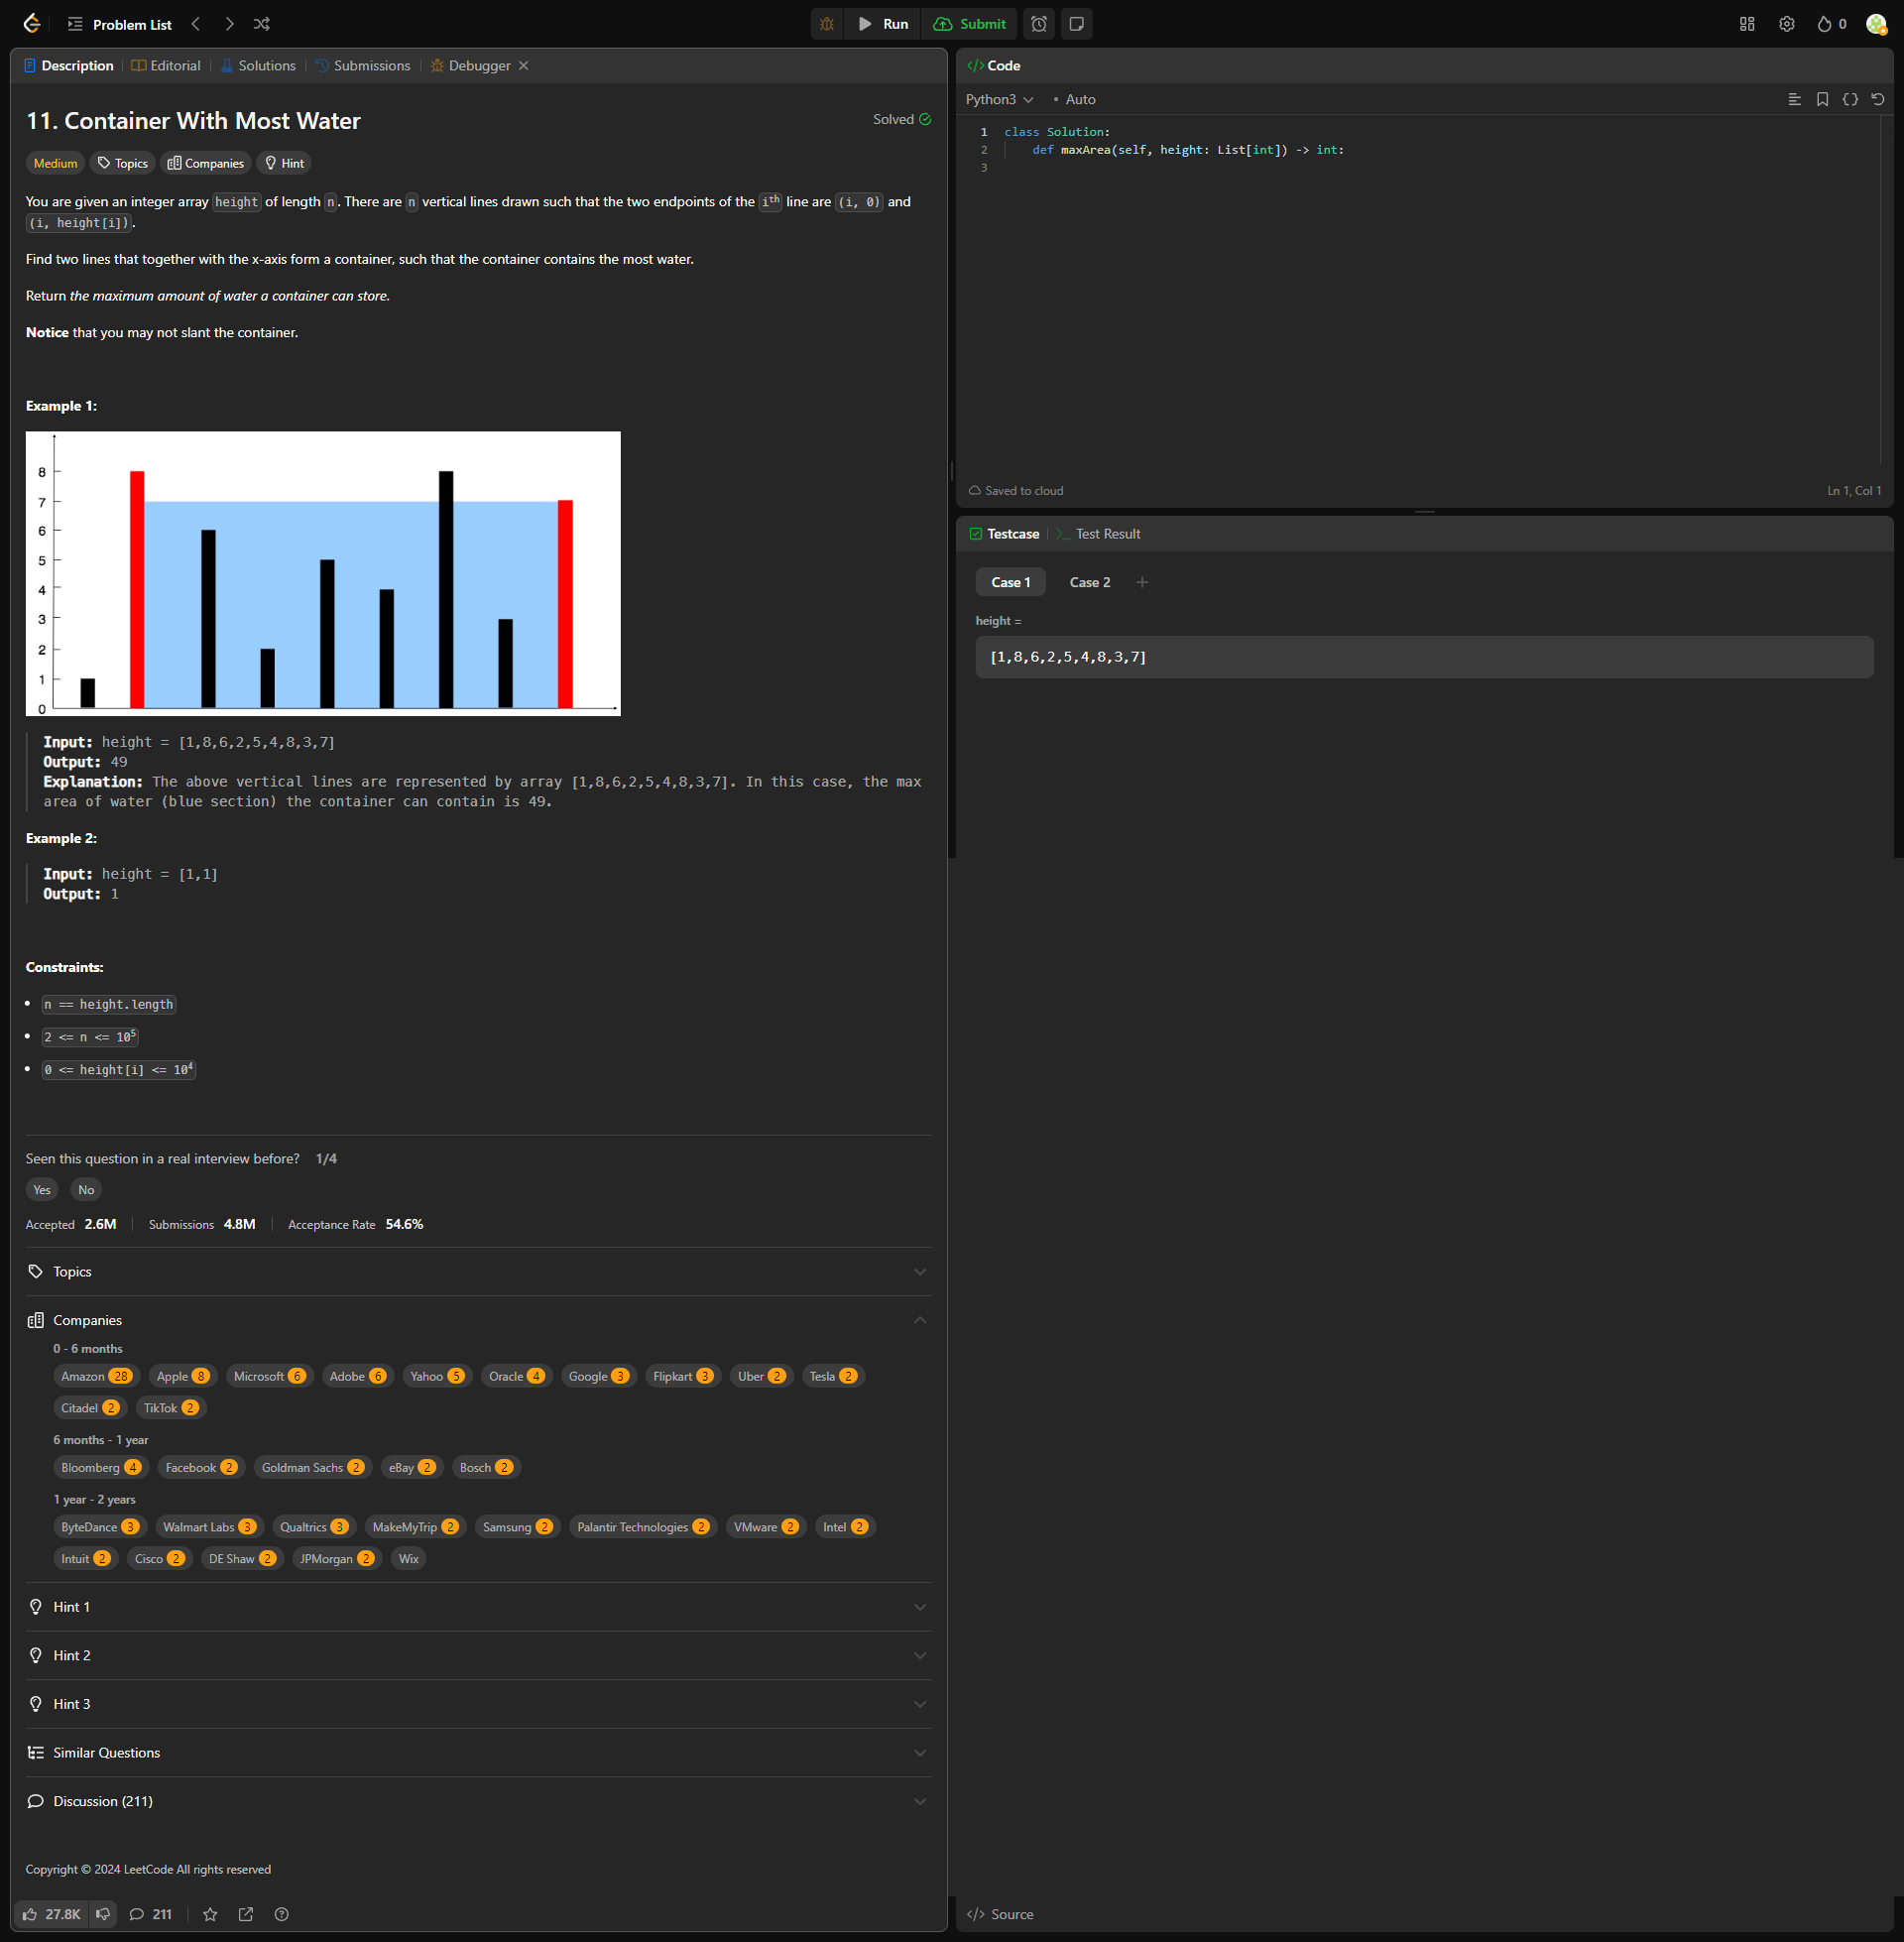 Problem List
Run
Submit
0
Description
Editorial
Solutions
Submissions
Debugger
11. Container With Most Water
Solved
Medium
Topics
Companies
Hint
You are given an integer array height of length n. There are n vertical lines drawn such that the two endpoints of the ith line are (i, 0) and
(i, height[i]).
Find two lines that together with the x-axis form a container, such that the container contains the most water.
Return the maximum amount of water a container can store.
Notice that you may not slant the container.
Example 1:
8
7
6
5
4
3
2
1
0
Input: height = [1,8,6,2,5,4,8,3,7]
Output: 49
Explanation: The above vertical lines are represented by array [1,8,6,2,5,4,8,3,7]. In this case, the max
area of water (blue section) the container can contain is 49.
Example 2:
Input: height = [1,1]
Output: 1
Constraints:
• n == height.length
• 2 <= n <= 10⁵
• 0 <= height[i] <= 10⁴
Seen this question in a real interview before? 1/4
Yes No
Accepted 2.6M Submissions 4.8M Acceptance Rate 54.6%
Topics
Companies
0 - 6 months
Amazon 28 Apple 8 Microsoft 6 Adobe 6 Yahoo 5 Oracle 4 Google 3 Flipkart 3 Uber 2 Tesla 2
Citadel 2 TikTok 2
6 months - 1 year
Bloomberg 4 Facebook 2 Goldman Sachs 2 eBay 2 Bosch 2
1 year - 2 years
ByteDance 3 Walmart Labs 3 Qualtrics 3 MakeMyTrip 2 Samsung 2 Palantir Technologies 2 VMware 2 Intel 2
Intuit 2 Cisco 2 DE Shaw 2 JPMorgan 2 Wix
Hint 1
Hint 2
Hint 3
Similar Questions
Discussion (211)
Copyright © 2024 LeetCode All rights reserved
27.8K 211
</> Code
Python3 • Auto
1 class Solution:
2 def maxArea(self, height: List[int]) -> int:
3
Saved to cloud
Ln 1, Col 1
Testcase
>_ Test Result
Case 1 Case 2 +
height =
[1,8,6,2,5,4,8,3,7]
</> Source